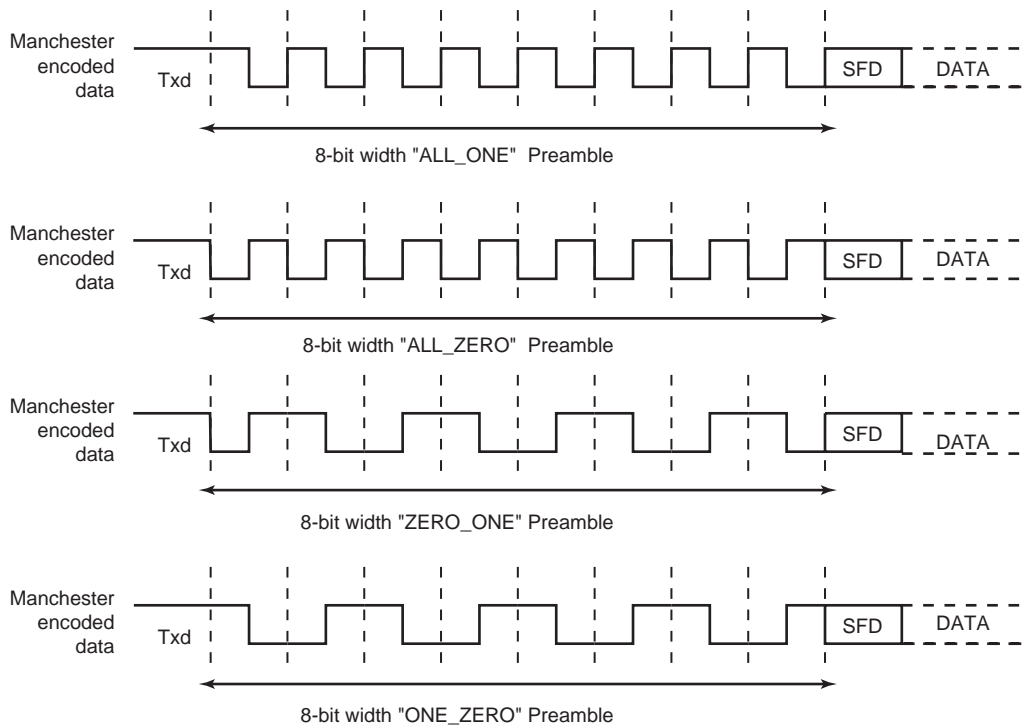 Manchester
encoded
data
Txd
SFD
DATA
8-bit width "ALL_ONE" Preamble
Manchester
encoded
data
Txd
SFD
DATA
8-bit width "ALL_ZERO" Preamble
Manchester
encoded
data
Txd
SFD
DATA
8-bit width "ZERO_ONE" Preamble
Manchester
encoded
data
Txd
SFD
DATA
8-bit width "ONE_ZERO" Preamble